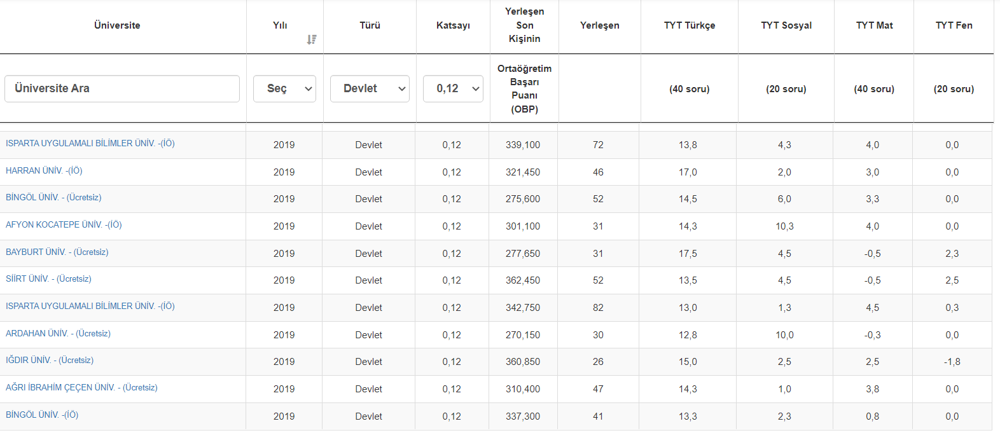 Üniversite Yılı Türü Katsayı Yerleşen Son Kişinin Yerleşen TYT Türkçe TYT Sosyal TYT Mat TYT Fen
Üniversite Ara Seç Devlet 0,12 Ortaöğretim Başarı Puanı (OBP) (40 soru) (20 soru) (40 soru) (20 soru)
ISPARTA UYGULAMALI BİLİMLER ÜNİV. -(İÖ) 2019 Devlet 0,12 339,100 72 13,8 4,3 4,0 0,0
HARRAN ÜNİV. -(İÖ) 2019 Devlet 0,12 321,450 46 17,0 2,0 3,0 0,0
BİNGÖL ÜNİV. - (Ücretsiz) 2019 Devlet 0,12 275,600 52 14,5 6,0 3,3 0,0
AFYON KOCATEPE ÜNİV. -(İÖ) 2019 Devlet 0,12 301,100 31 14,3 10,3 4,0 0,0
BAYBURT ÜNİV. - (Ücretsiz) 2019 Devlet 0,12 277,650 31 17,5 4,5 -0,5 2,3
SİİRT ÜNİV. - (Ücretsiz) 2019 Devlet 0,12 362,450 52 13,5 4,5 -0,5 2,5
ISPARTA UYGULAMALI BİLİMLER ÜNİV. -(İÖ) 2019 Devlet 0,12 342,750 82 13,0 1,3 4,5 0,3
ARDAHAN ÜNİV. - (Ücretsiz) 2019 Devlet 0,12 270,150 30 12,8 10,0 -0,3 0,0
IĞDIR ÜNİV. - (Ücretsiz) 2019 Devlet 0,12 360,850 26 15,0 2,5 2,5 -1,8
AĞRI İBRAHİM ÇEÇEN ÜNİV. - (Ücretsiz) 2019 Devlet 0,12 310,400 47 14,3 1,0 3,8 0,0
BİNGÖL ÜNİV. -(İÖ) 2019 Devlet 0,12 337,300 41 13,3 2,3 0,8 0,0